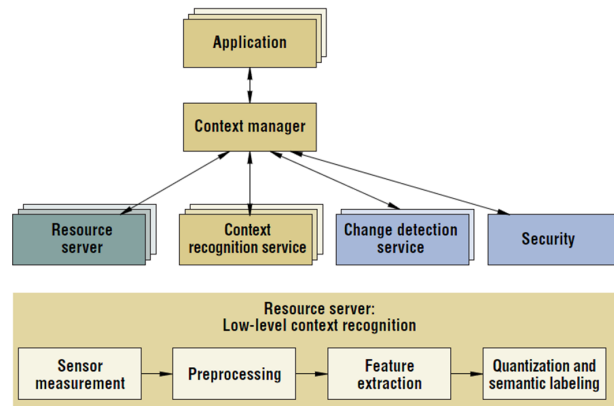 Application
Context manager
Resource
server
Context
recognition service
Change detection
service
Security
Resource server:
Low-level context recognition
Sensor
measurement
Preprocessing
Feature
extraction
Quantization and
semantic labeling